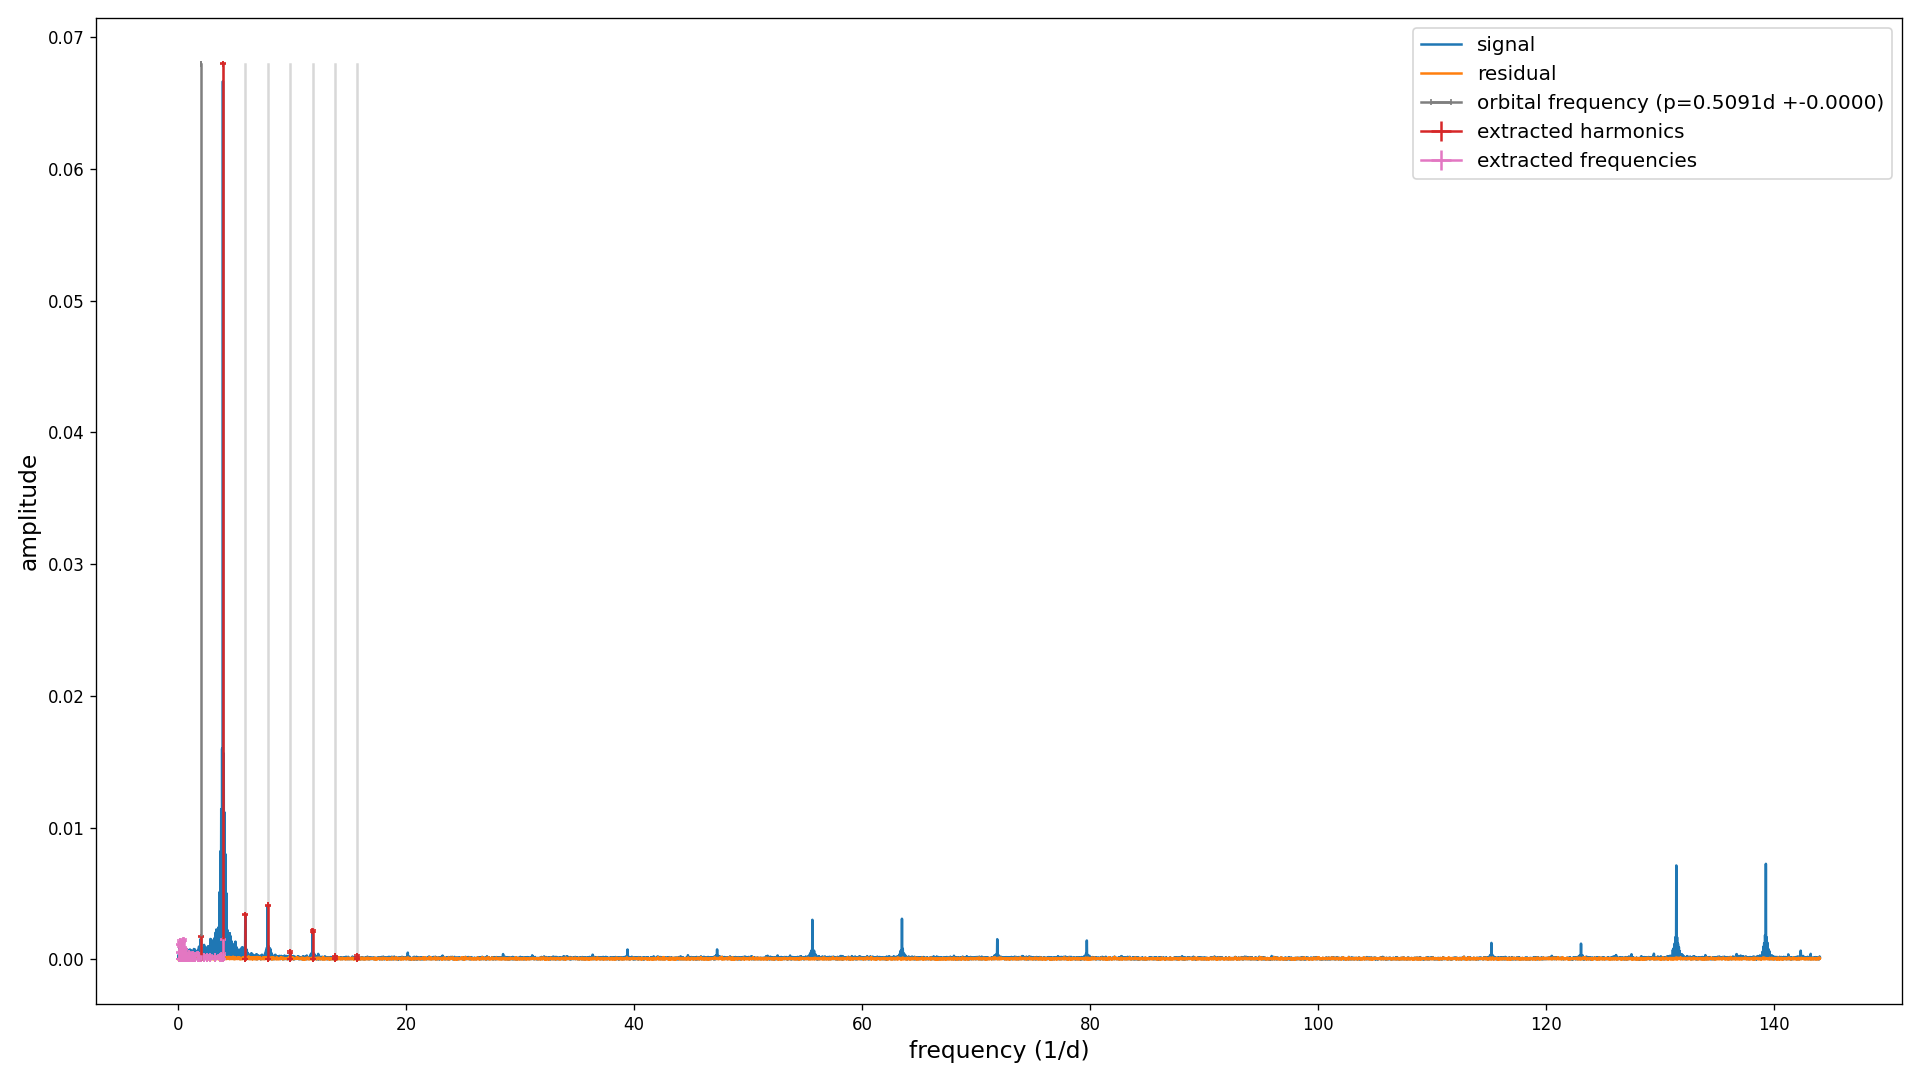 0.07
0.06
0.05
0.04
0.03
0.02
0.01
0.00
amplitude
0
20
40
60
80
100
120
140
frequency (1/d)
signal
residual
orbital frequency (p=0.5091d +-0.0000)
extracted harmonics
extracted frequencies